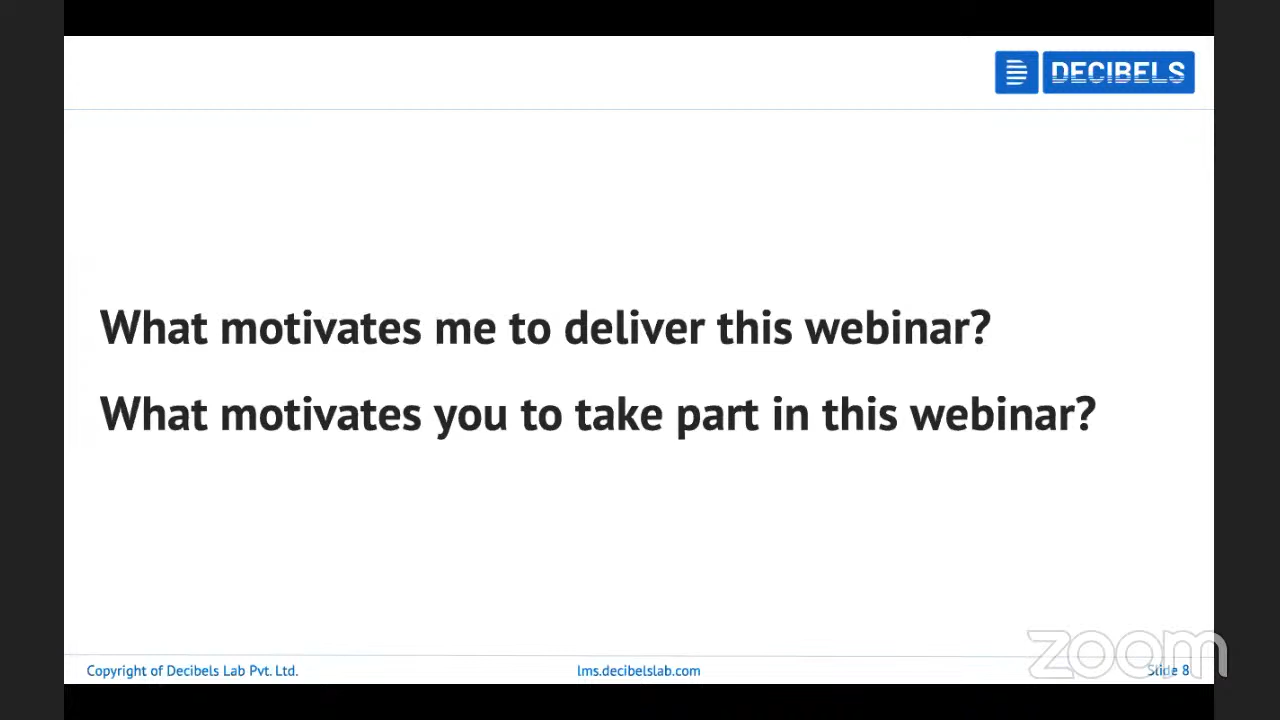 DECIBELS
What motivates me to deliver this webinar?
What motivates you to take part in this webinar?
Copyright of Decibels Lab Pvt. Ltd.
lms.decibelslab.com
Slide 8
zoom